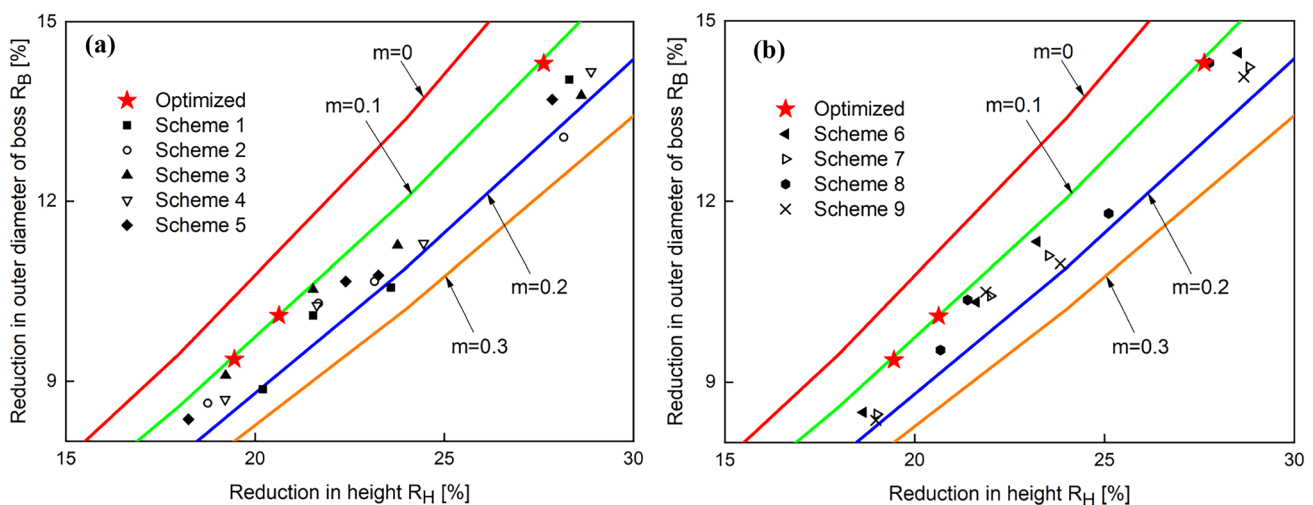 (a)
Reduction in outer diameter of boss R_B [%]
15
12
9
15
20
25
30
Reduction in height R_H [%]
Optimized
Scheme 1
Scheme 2
Scheme 3
Scheme 4
Scheme 5
m=0
m=0.1
m=0.2
m=0.3
(b)
Reduction in outer diameter of boss R_B [%]
15
12
9
15
20
25
30
Reduction in height R_H [%]
Optimized
Scheme 6
Scheme 7
Scheme 8
Scheme 9
m=0
m=0.1
m=0.2
m=0.3